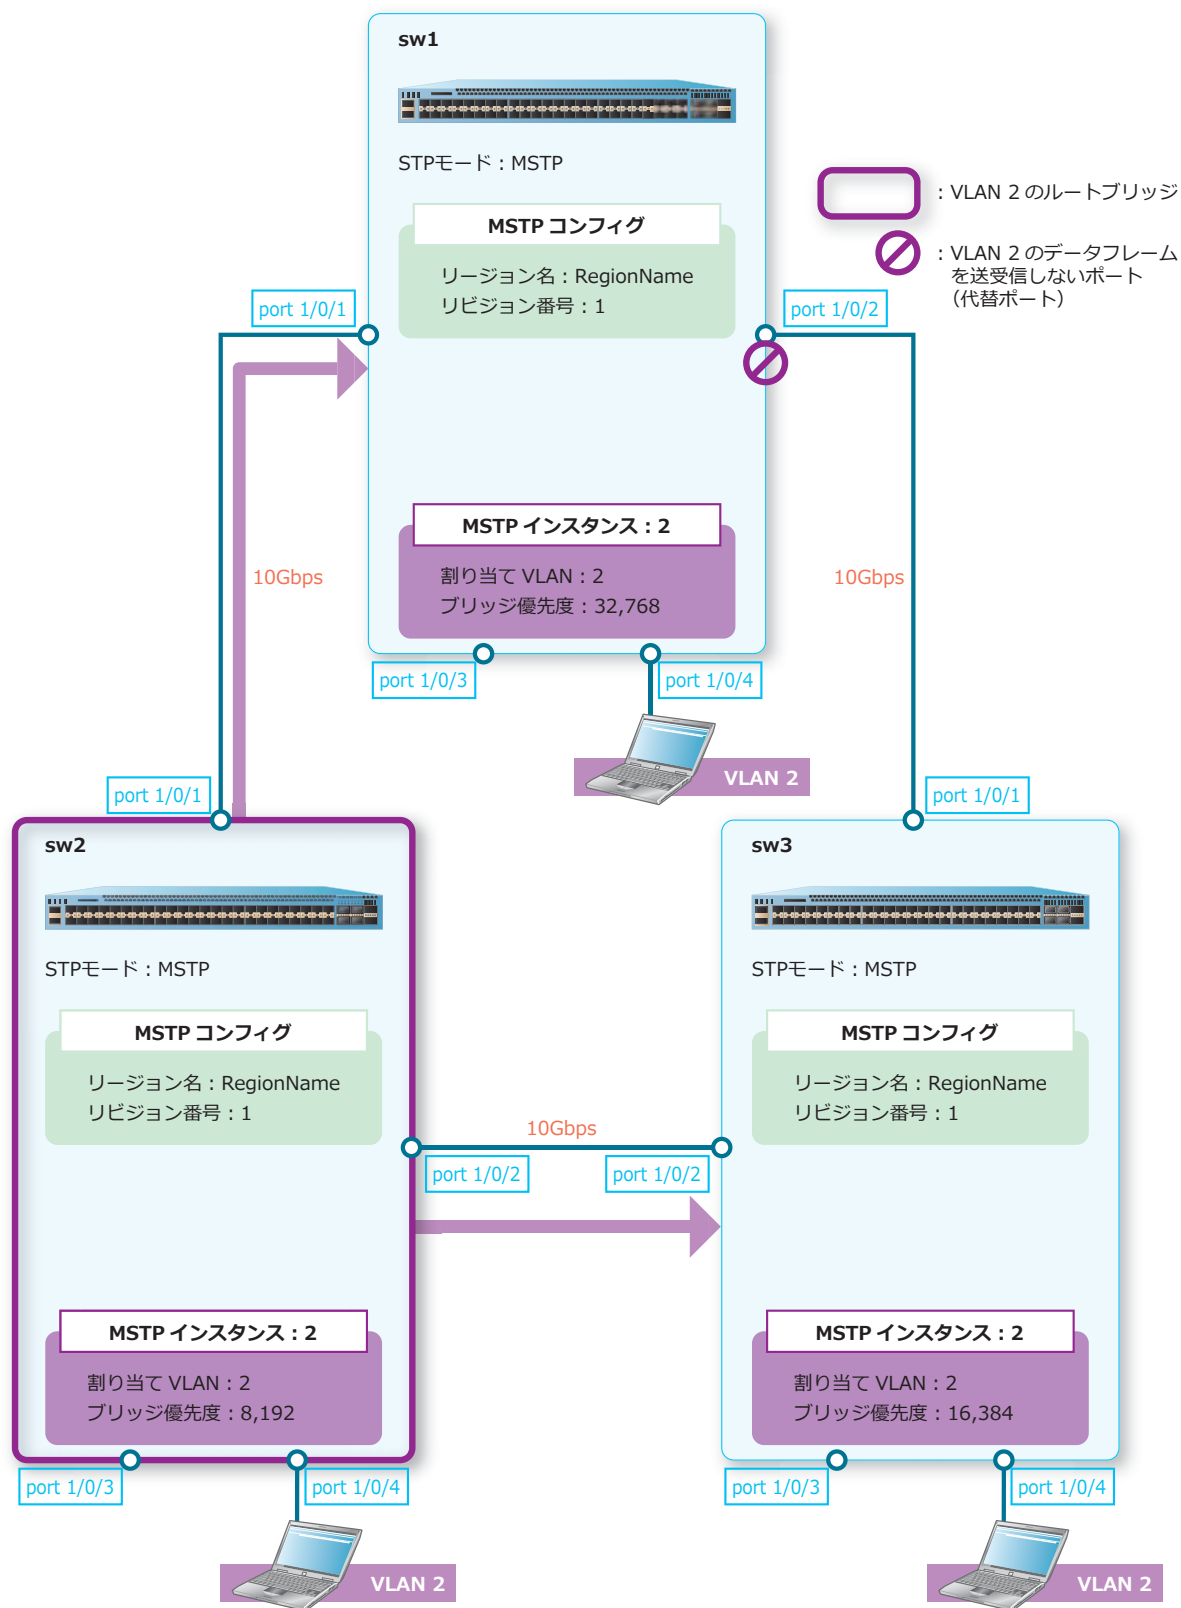 sw1
STPモード：MSTP
MSTP コンフィグ
リージョン名：RegionName
リビジョン番号：1
port 1/0/1
port 1/0/2
：VLAN 2 のルートブリッジ
：VLAN 2 のデータフレーム
を送受信しないポート
（代替ポート）
MSTP インスタンス：2
割り当て VLAN：2
ブリッジ優先度：32,768
10Gbps
10Gbps
port 1/0/3
port 1/0/4
VLAN 2
port 1/0/1
port 1/0/1
sw2
STPモード：MSTP
MSTP コンフィグ
リージョン名：RegionName
リビジョン番号：1
10Gbps
port 1/0/2
port 1/0/2
MSTP インスタンス：2
割り当て VLAN：2
ブリッジ優先度：8,192
port 1/0/3
port 1/0/4
VLAN 2
sw3
STPモード：MSTP
MSTP コンフィグ
リージョン名：RegionName
リビジョン番号：1
MSTP インスタンス：2
割り当て VLAN：2
ブリッジ優先度：16,384
port 1/0/3
port 1/0/4
VLAN 2